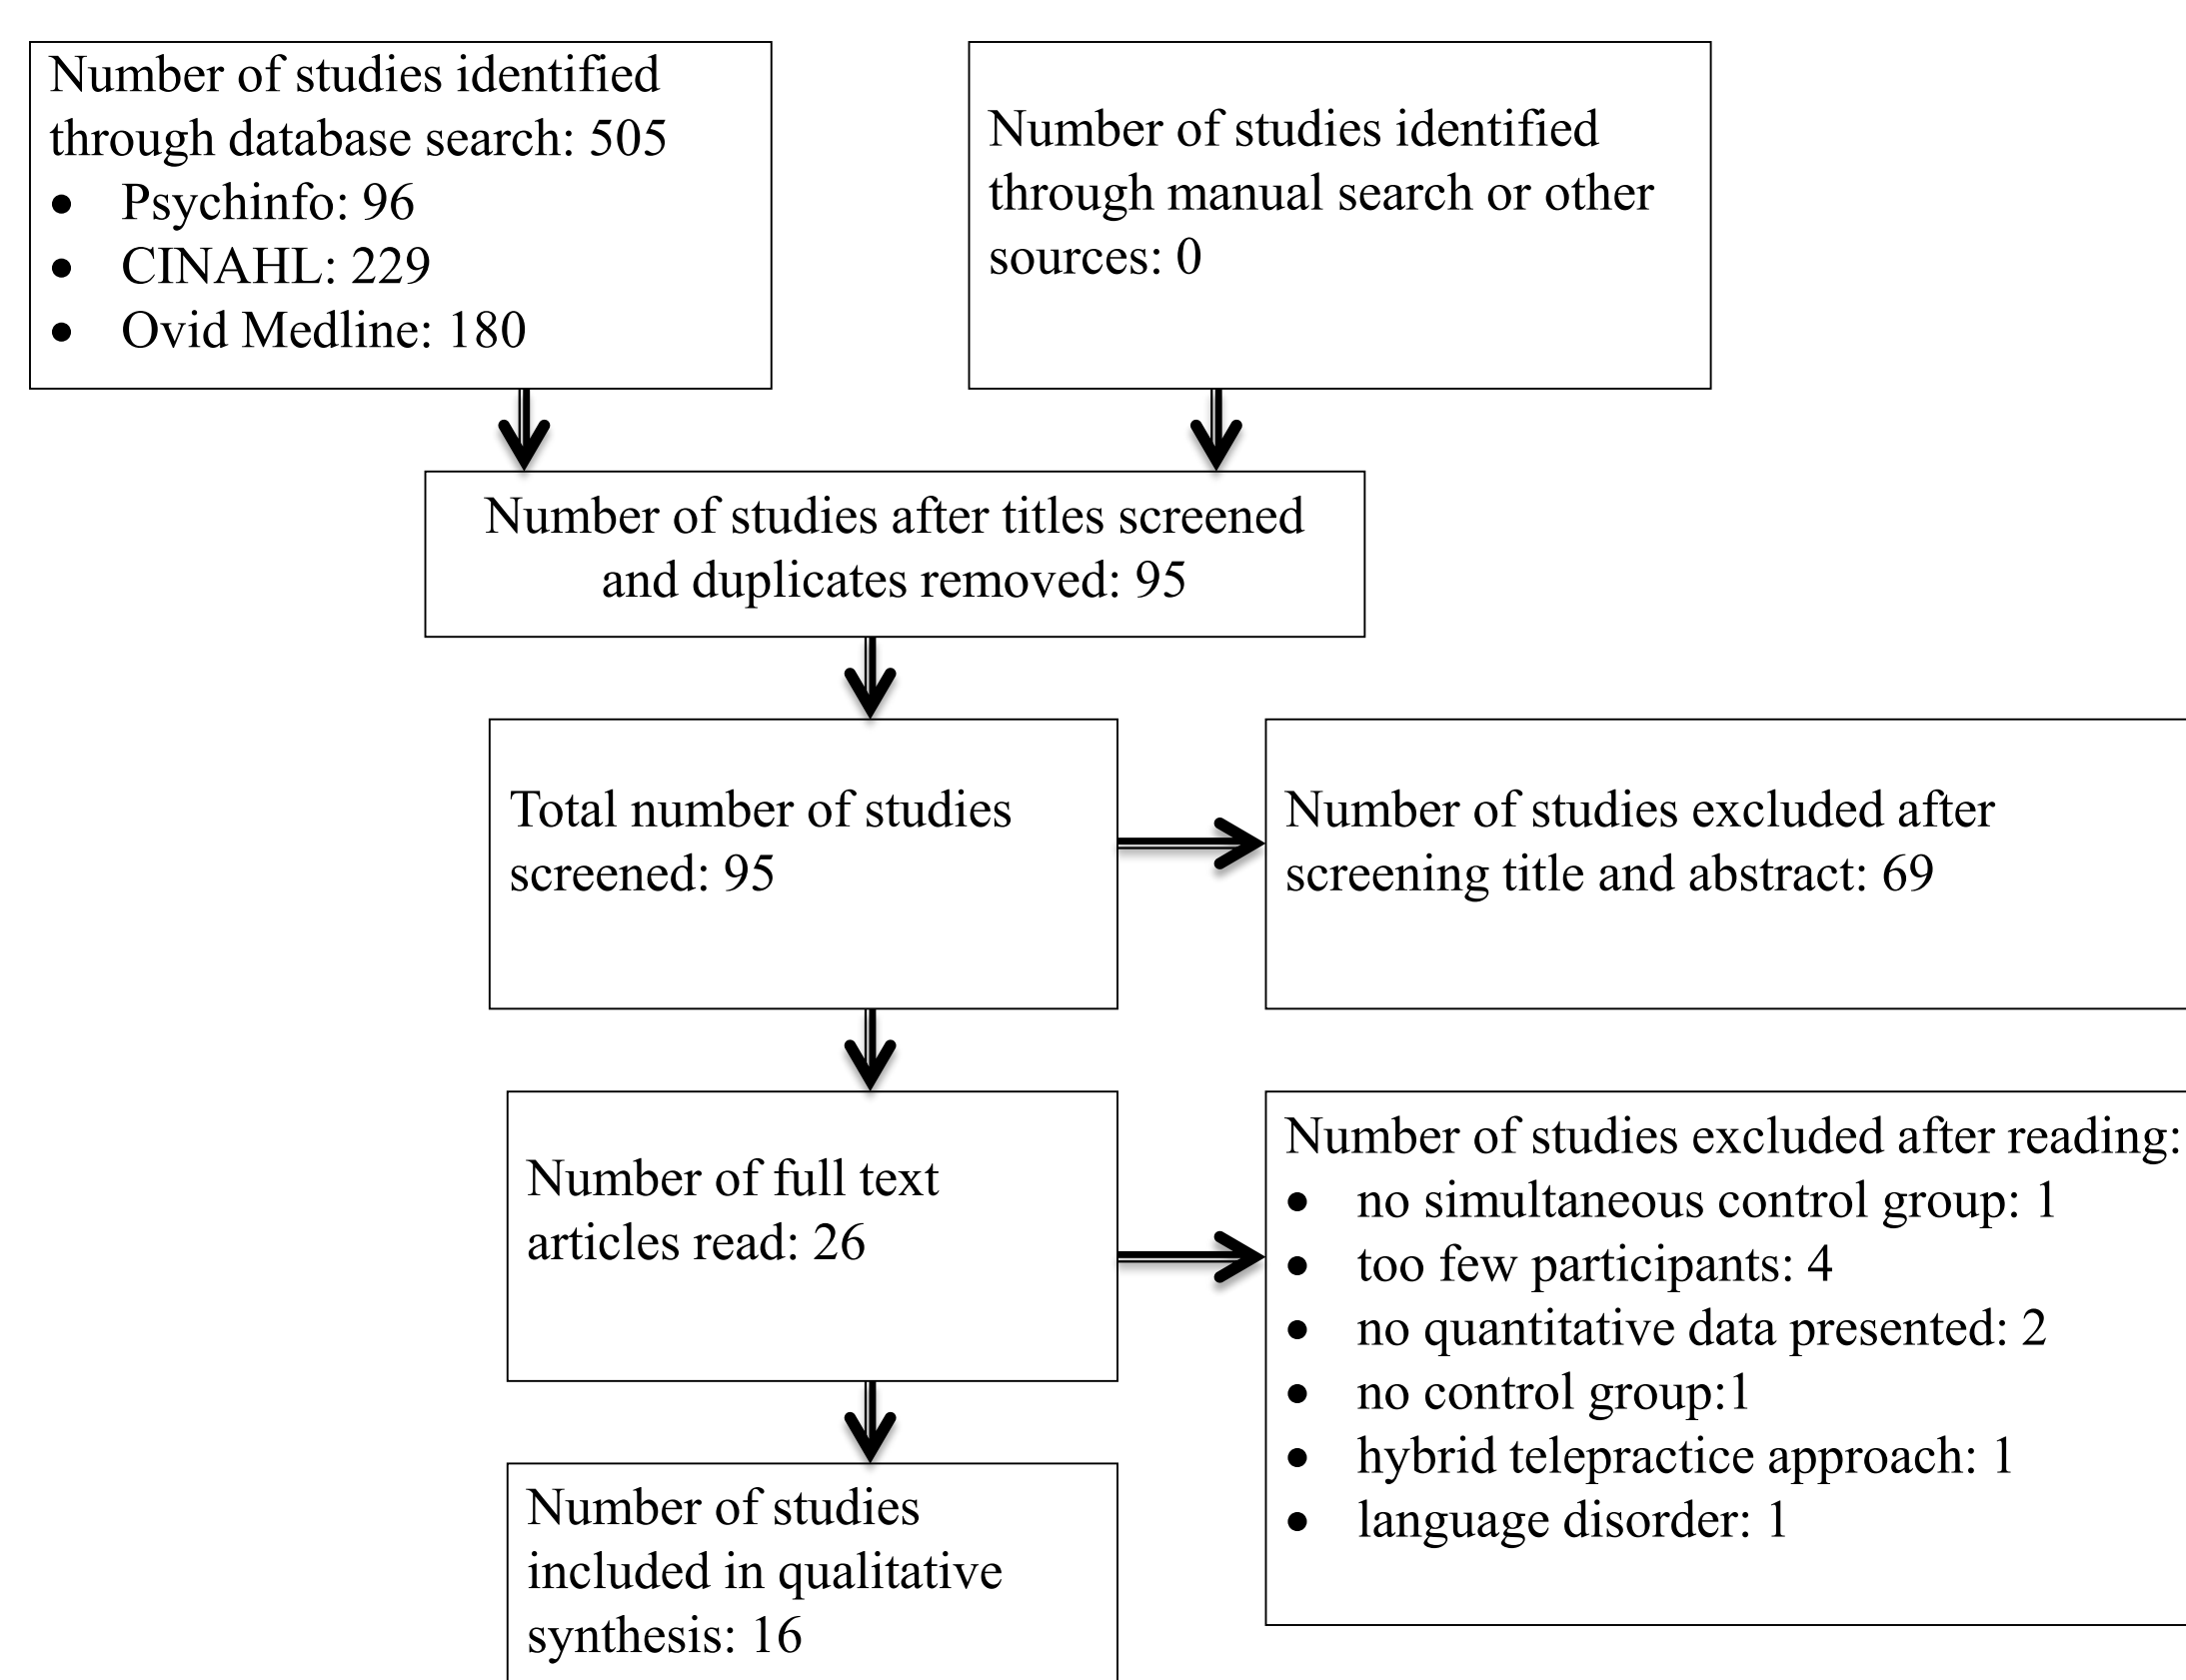 Number of studies identified
through database search: 505
• Psychinfo: 96
• CINAHL: 229
• Ovid Medline: 180
Number of studies identified
through manual search or other
sources: 0
Number of studies after titles screened
and duplicates removed: 95
Total number of studies
screened: 95
Number of studies excluded after
screening title and abstract: 69
Number of full text
articles read: 26
Number of studies excluded after reading:
• no simultaneous control group: 1
• too few participants: 4
• no quantitative data presented: 2
• no control group:1
• hybrid telepractice approach: 1
• language disorder: 1
Number of studies
included in qualitative
synthesis: 16